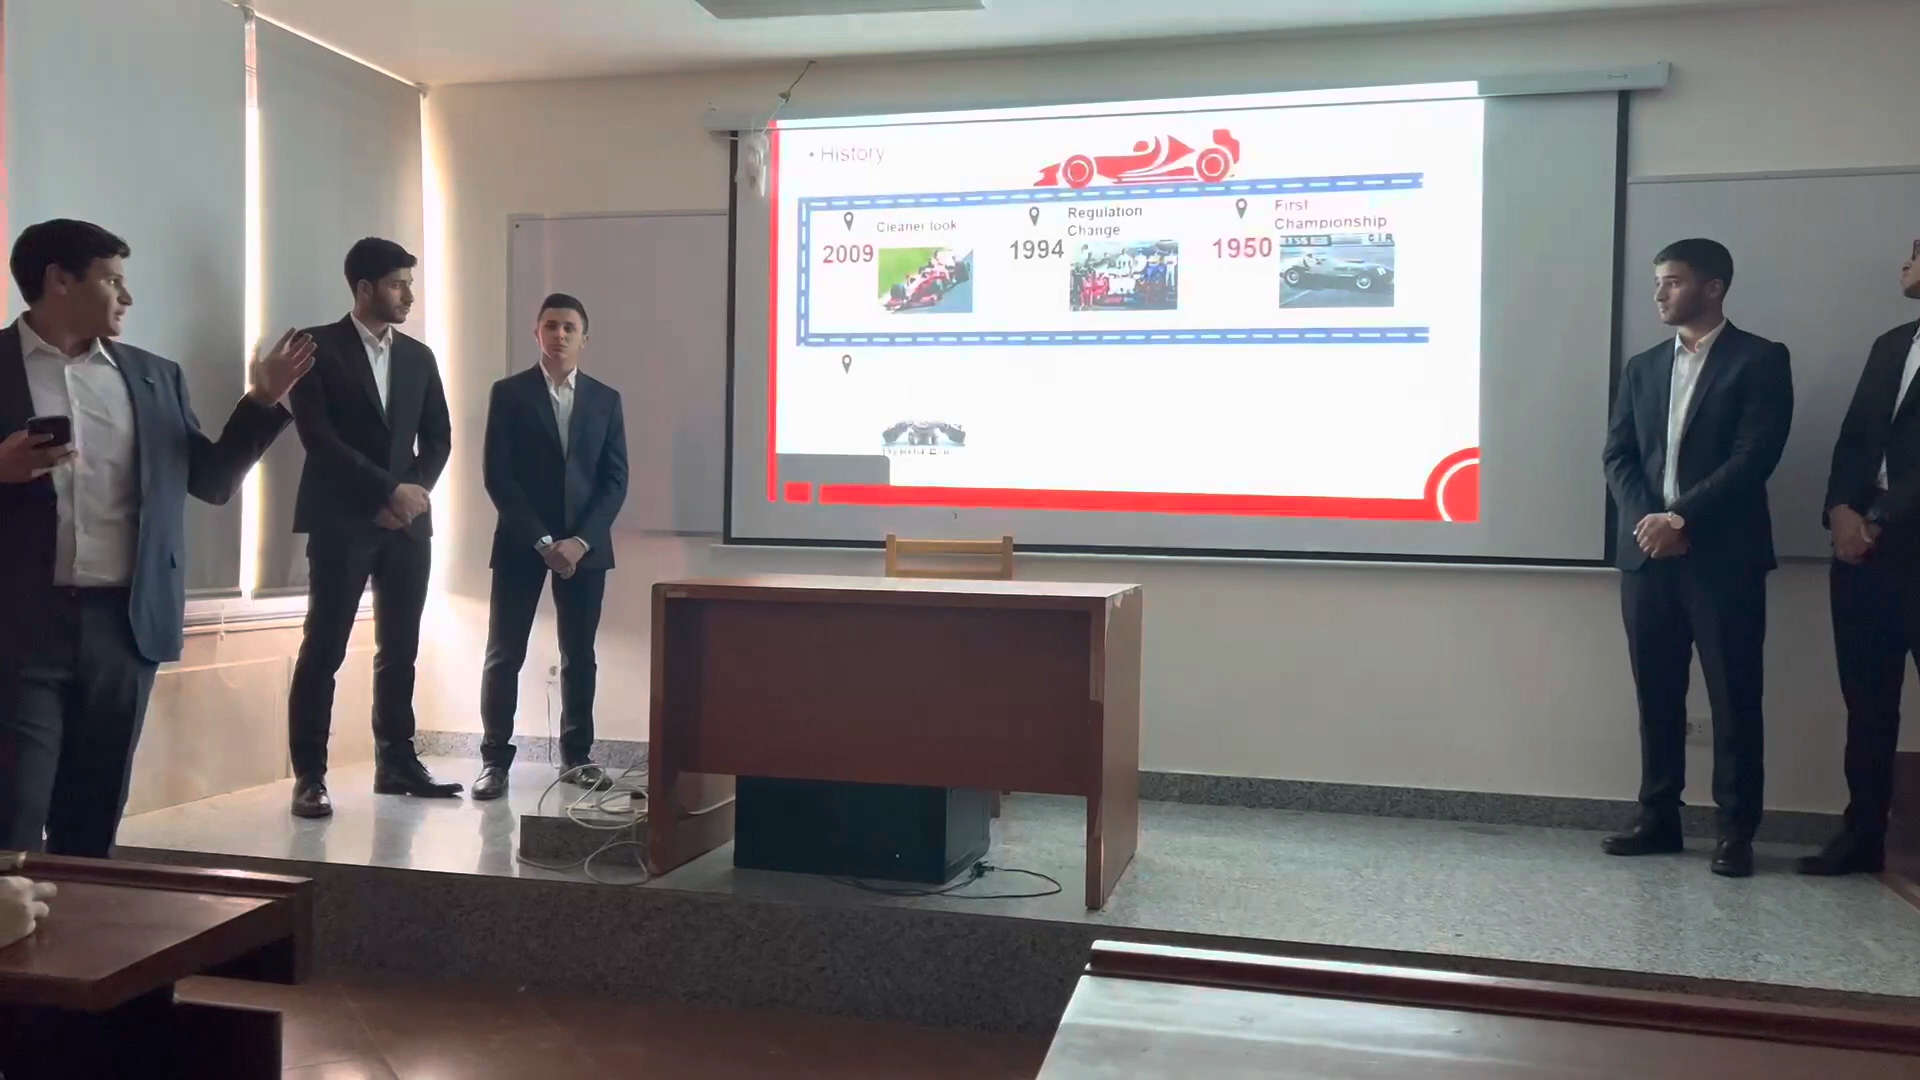 • History
Cleaner look
2009
Regulation
Change
1994
First
Championship
1950